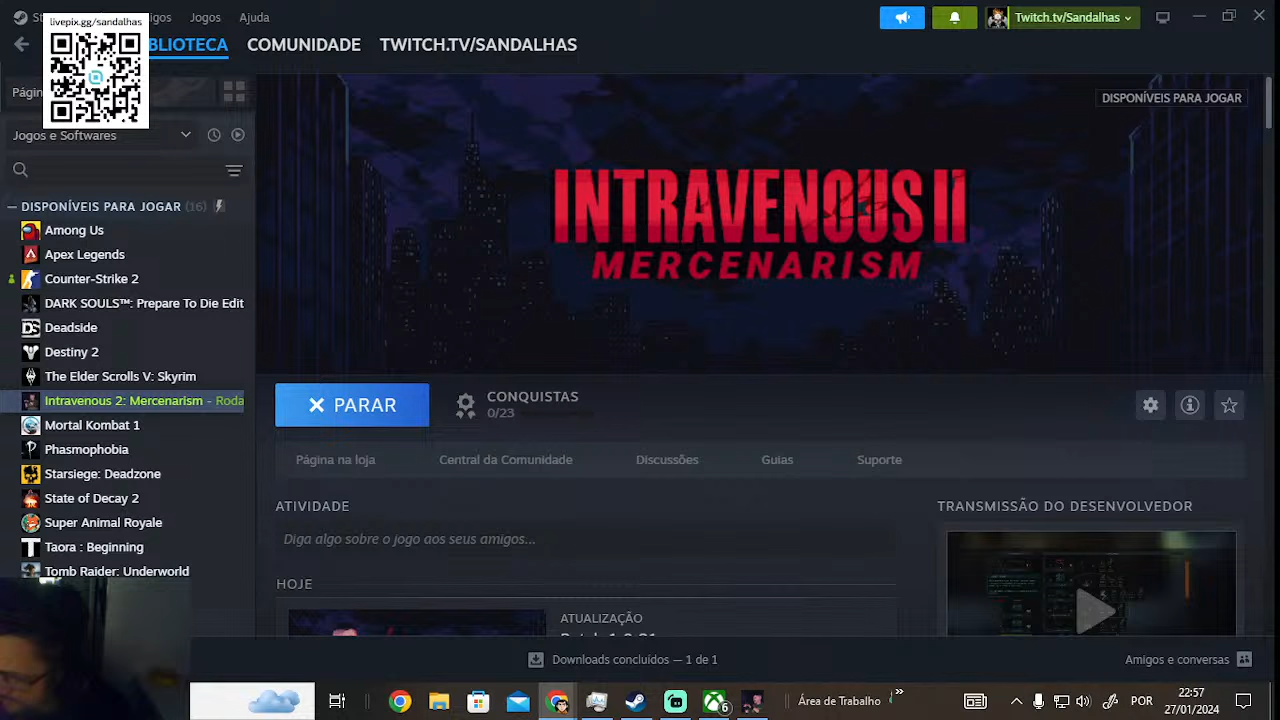 livepix.gg/sandalhas
St
gos Jogos Ajuda
Twitch.tv/Sandalhas
BLIOTECA COMUNIDADE TWITCH.TV/SANDALHAS
Pági
DISPONÍVEIS PARA JOGAR
Jogos e Softwares
INTRAVENOUS II
MERCENARISM
DISPONÍVEIS PARA JOGAR (16)
Among Us
Apex Legends
Counter-Strike 2
DARK SOULS™: Prepare To Die Edit
Deadside
Destiny 2
The Elder Scrolls V: Skyrim
Intravenous 2: Mercenarism - Roda
Mortal Kombat 1
Phasmophobia
Starsiege: Deadzone
State of Decay 2
Super Animal Royale
Taora : Beginning
Tomb Raider: Underworld
PARAR
CONQUISTAS
0/23
Página na loja Central da Comunidade Discussões Guias Suporte
ATIVIDADE
Diga algo sobre o jogo aos seus amigos...
HOJE
ATUALIZAÇÃO
TRANSMISSÃO DO DESENVOLVEDOR
Downloads concluídos — 1 de 1
Amigos e conversas
6
Área de Trabalho
POR
22:57
27/01/2024